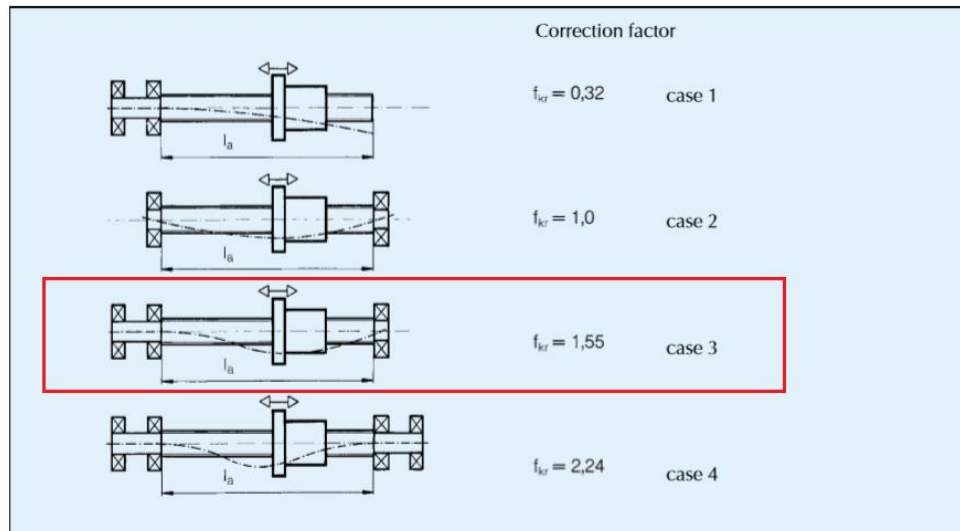 Correction factor
fkr = 0,32 case 1
la
fkr = 1,0 case 2
la
fkr = 1,55 case 3
la
fkr = 2,24 case 4
la